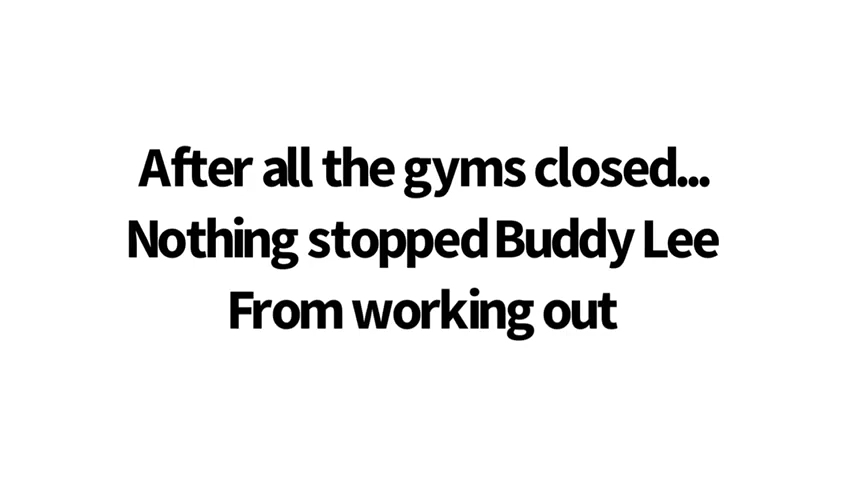 After all the gyms closed...
Nothing stopped Buddy Lee
From working out